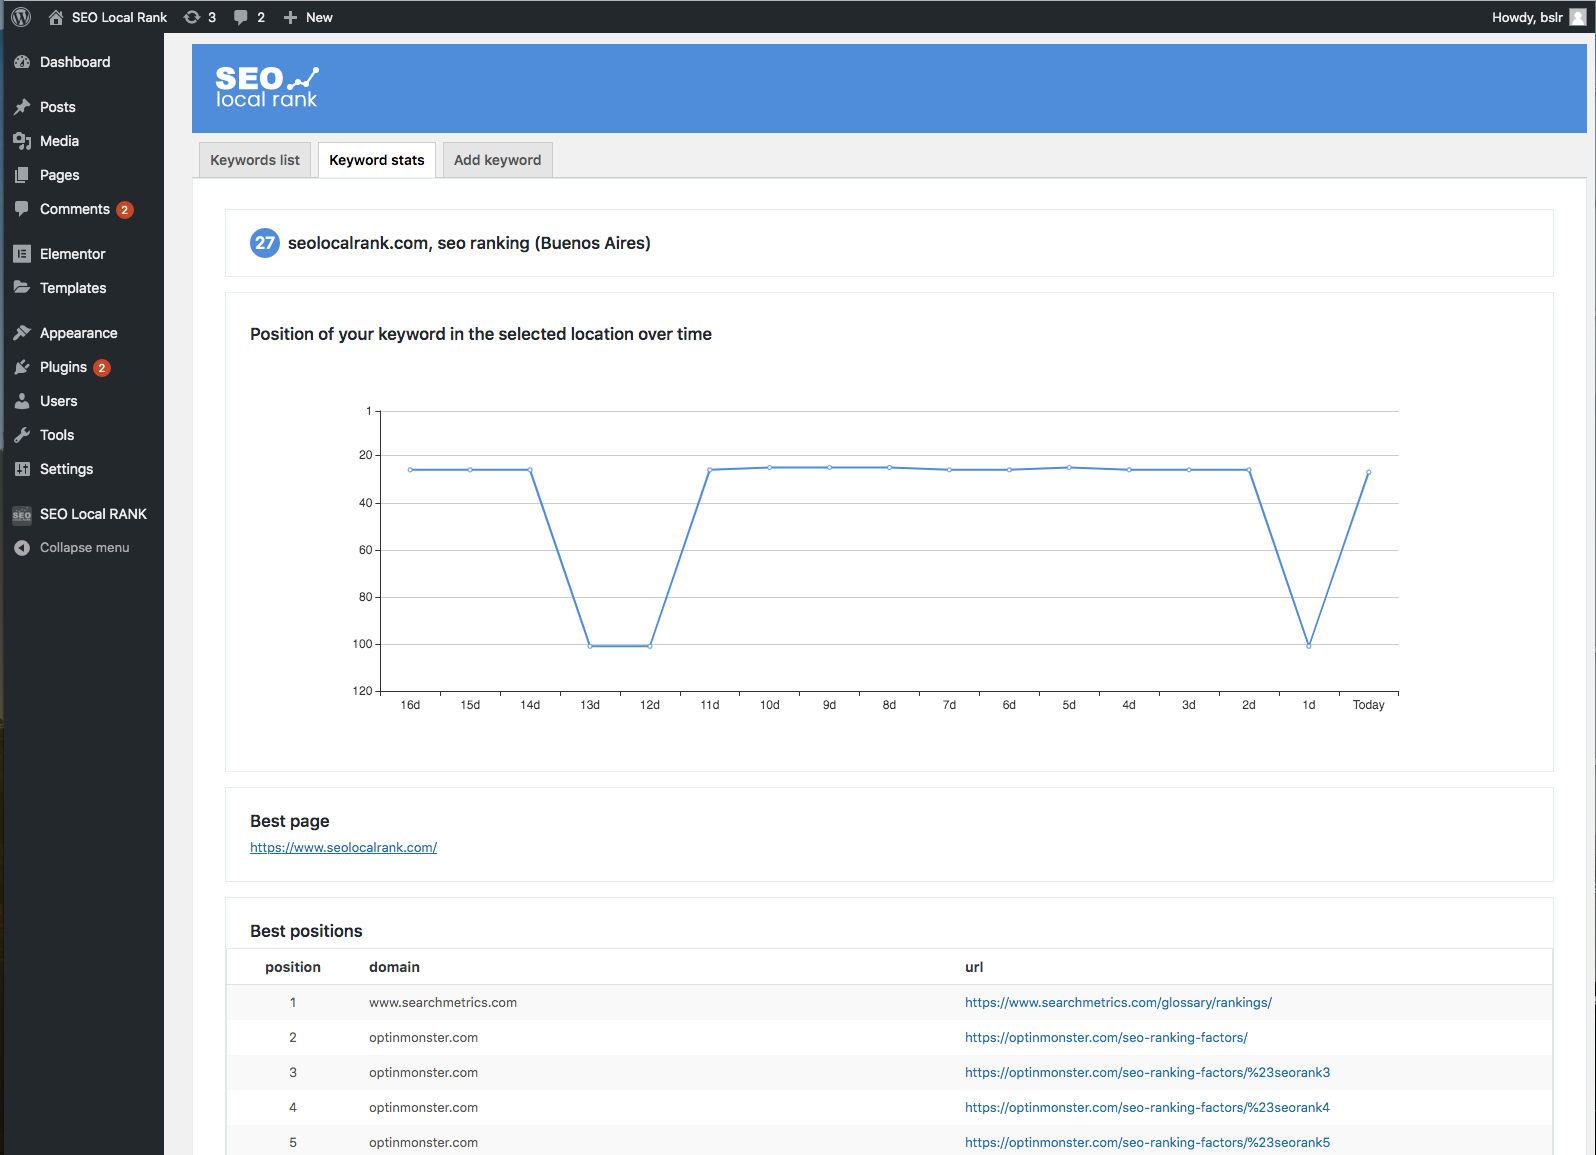 SEO Local Rank 3 2 New Howdy, bslr
Dashboard
Posts
Media
Pages
Comments 2
Elementor
Templates
Appearance
Plugins 2
Users
Tools
Settings
SEO SEO Local RANK
Collapse menu
SEO
local rank
Keywords list Keyword stats Add keyword
27 seolocalrank.com, seo ranking (Buenos Aires)
Position of your keyword in the selected location over time
1
20
40
60
80
100
120
16d 15d 14d 13d 12d 11d 10d 9d 8d 7d 6d 5d 4d 3d 2d 1d Today
Best page
https://www.seolocalrank.com/
Best positions
position domain url
1 www.searchmetrics.com https://www.searchmetrics.com/glossary/rankings/
2 optinmonster.com https://optinmonster.com/seo-ranking-factors/
3 optinmonster.com https://optinmonster.com/seo-ranking-factors/%23seorank3
4 optinmonster.com https://optinmonster.com/seo-ranking-factors/%23seorank4
5 optinmonster.com https://optinmonster.com/seo-ranking-factors/%23seorank5